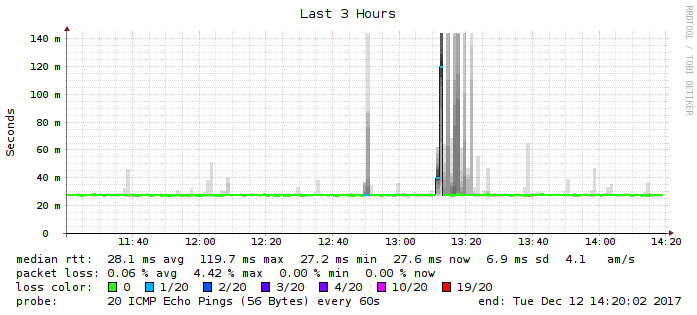 Last 3 Hours
RRDTOOL / TOBI OETIKER
Seconds
140 m
120 m
100 m
80 m
60 m
40 m
20 m
0
11:40 12:00 12:20 12:40 13:00 13:20 13:40 14:00 14:20
median rtt: 28.1 ms avg 119.7 ms max 27.2 ms min 27.6 ms now 6.9 ms sd 4.1 am/s
packet loss: 0.06 % avg 4.42 % max 0.00 % min 0.00 % now
loss color: 0 1/20 2/20 3/20 4/20 10/20 19/20
probe: 20 ICMP Echo Pings (56 Bytes) every 60s end: Tue Dec 12 14:20:02 2017